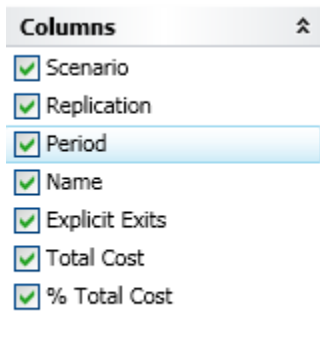 Columns
Scenario
Replication
Period
Name
Explicit Exits
Total Cost
% Total Cost